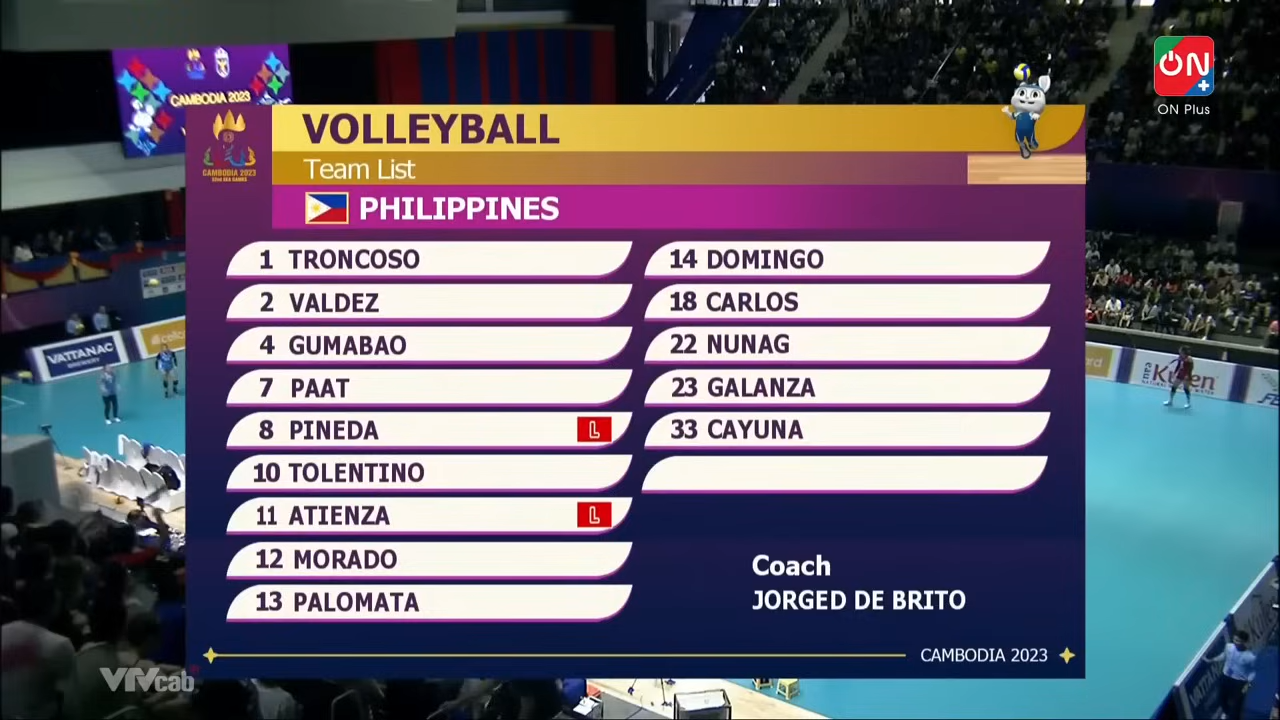 CAMBODIA 2023
ON
ON Plus
VOLLEYBALL
CAMBODIA 2023
Team List
PHILIPPINES
1 TRONCOSO
2 VALDEZ
4 GUMABAO
7 PAAT
8 PINEDA L
10 TOLENTINO
11 ATIENZA L
12 MORADO
13 PALOMATA
14 DOMINGO
18 CARLOS
22 NUNAG
23 GALANZA
33 CAYUNA
Coach
JORGED DE BRITO
CAMBODIA 2023
VATTANAC
VTVcab